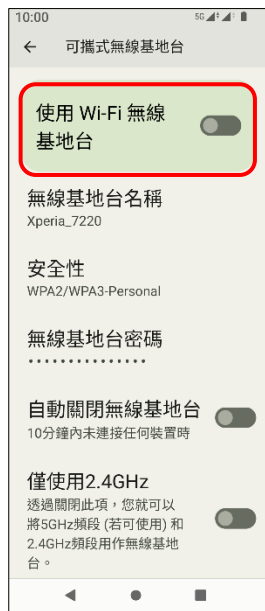 10:00
5G
可攜式無線基地台
使用 Wi-Fi 無線
基地台
無線基地台名稱
Xperia_7220
安全性
WPA2/WPA3-Personal
無線基地台密碼
•••••••••••••••
自動關閉無線基地台
10分鐘內未連接任何裝置時
僅使用2.4GHz
透過關閉此項，您就可以
將5GHz頻段 (若可使用) 和
2.4GHz頻段用作無線基地
台。